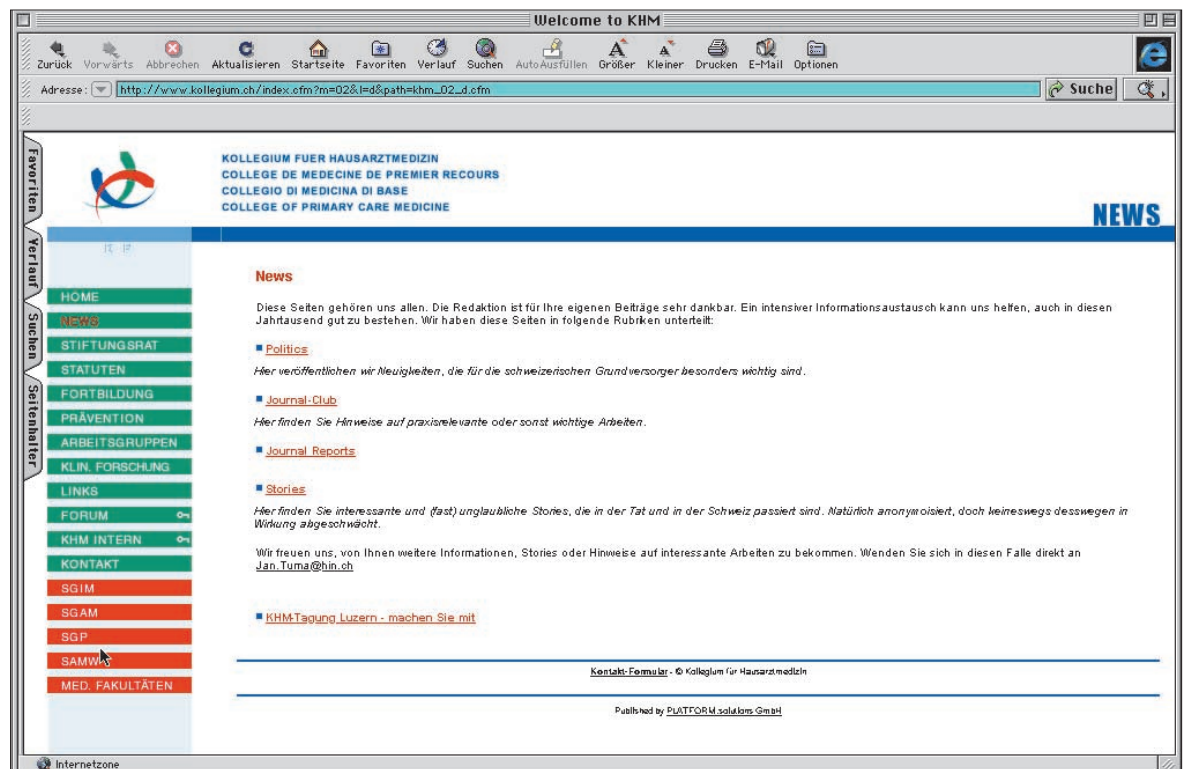 Welcome to KHM
Zurück Vorwärts Abbrechen Aktualisieren Startseite Favoriten Verlauf Suchen AutoAusfüllen Größer Kleiner Drucken E-Mail Optionen
Adresse: http://www.kollegium.ch/index.cfm?m=02&l=d&path=khm_02_d.cfm Suche
Favoriten
Verlauf
Suchen
Seitenhalter
KOLLEGIUM FUER HAUSARZTMEDIZIN
COLLEGE DE MEDECINE DE PREMIER RECOURS
COLLEGIO DI MEDICINA DI BASE
COLLEGE OF PRIMARY CARE MEDICINE
NEWS
HOME
NEWS
STIFTUNGSRAT
STATUTEN
FORTBILDUNG
PRÄVENTION
ARBEITSGRUPPEN
KLIN. FORSCHUNG
LINKS
FORUM
KHM INTERN
KONTAKT
SGIM
SGAM
SGP
SAMW
MED. FAKULTÄTEN
News
Diese Seiten gehören uns allen. Die Redaktion ist für Ihre eigenen Beiträge sehr dankbar. Ein intensiver Informationsaustausch kann uns helfen, auch in diesen
Jahrtausend gut zu bestehen. Wir haben diese Seiten in folgende Rubriken unterteilt:
Politics
Hier veröffentlichen wir Neuigkeiten, die für die schweizerischen Grundversorger besonders wichtig sind.
Journal-Club
Hier finden Sie Hinweise auf praxisrelevante oder sonst wichtige Arbeiten.
Journal Reports
Stories
Hier finden Sie interessante und (fast) unglaubliche Stories, die in der Tat und in der Schweiz passiert sind. Natürlich anonymoisiert, doch keineswegs desswegen in
Wirkung abgeschwächt.
Wir freuen uns, von Ihnen weitere Informationen, Stories oder Hinweise auf interessante Arbeiten zu bekommen. Wenden Sie sich in diesen Falle direkt an
Jan.Tuma@hin.ch
KHM-Tagung Luzern - machen Sie mit
Kontakt-Formular - © Kollegium für Hausarztmedizin
Published by PLATFORM.solutions GmbH
Internetzone